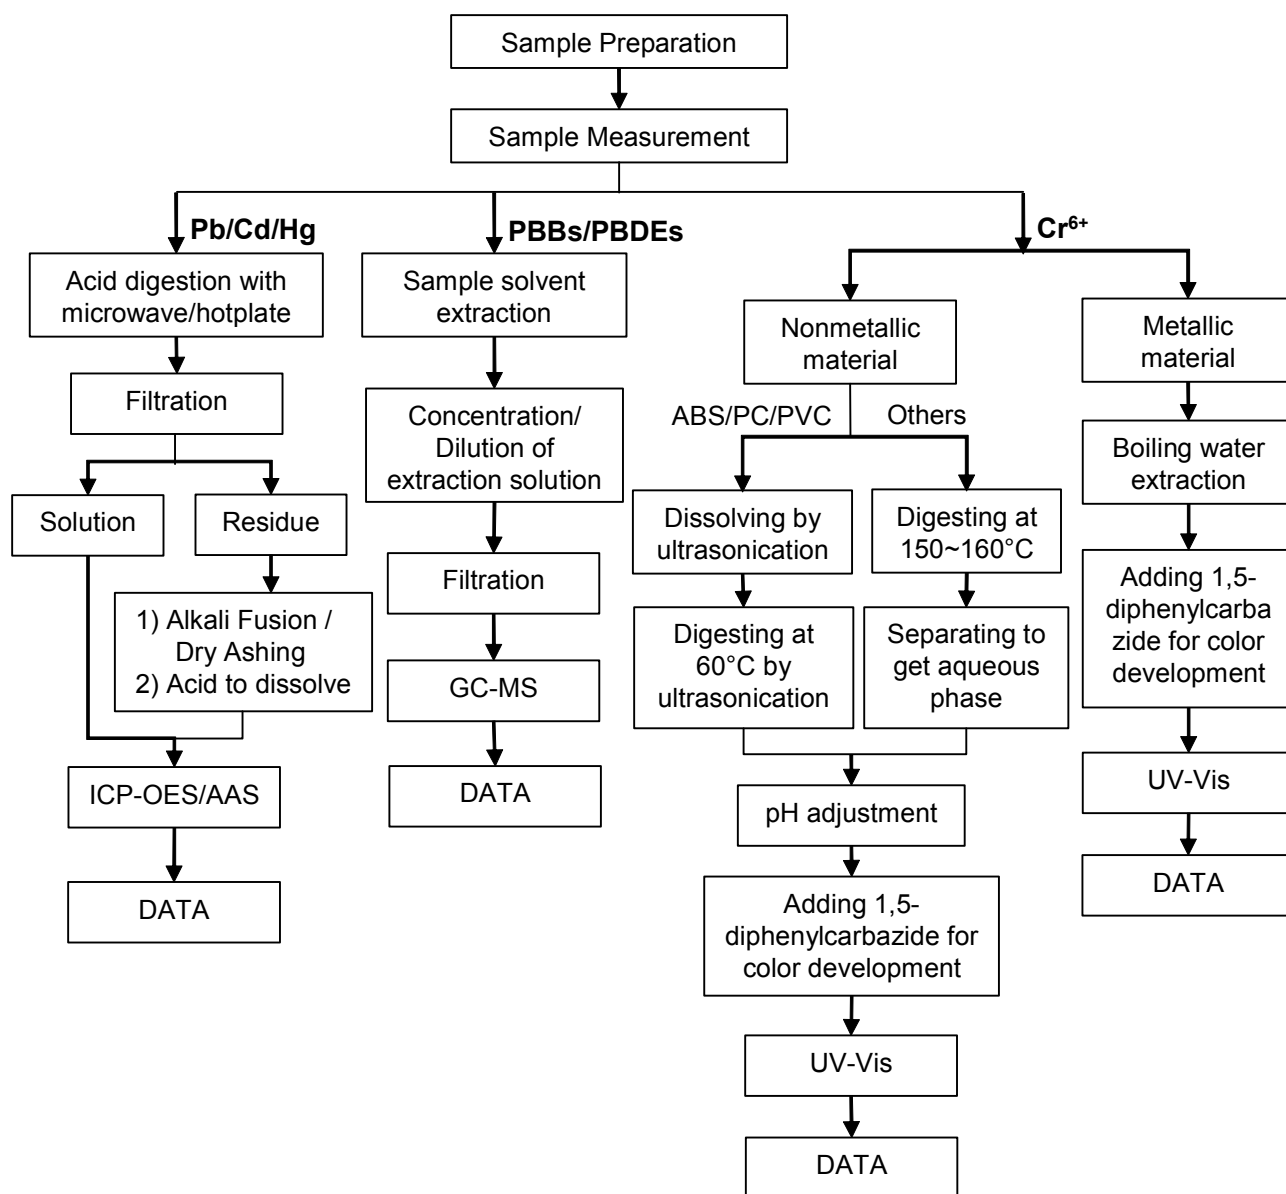 Sample Preparation
Sample Measurement
Pb/Cd/Hg
Acid digestion with
microwave/hotplate
Filtration
Solution
Residue
1) Alkali Fusion /
Dry Ashing
2) Acid to dissolve
ICP-OES/AAS
DATA
PBBs/PBDEs
Sample solvent
extraction
Concentration/
Dilution of
extraction solution
Filtration
GC-MS
DATA
Cr⁶⁺
Nonmetallic
material
ABS/PC/PVC
Others
Dissolving by
ultrasonication
Digesting at
60°C by
ultrasonication
Digesting at
150~160°C
Separating to
get aqueous
phase
pH adjustment
Adding 1,5-
diphenylcarbazide for
color development
UV-Vis
DATA
Metallic
material
Boiling water
extraction
Adding 1,5-
diphenylcarba
zide for color
development
UV-Vis
DATA